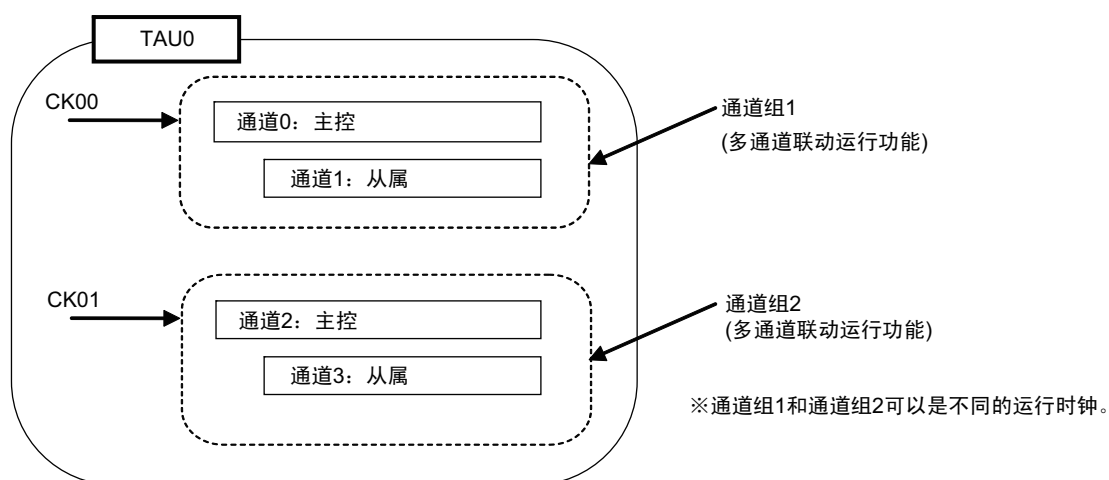 TAU0
CK00
通道0：主控
通道1：从属
通道组1
(多通道联动运行功能)
CK01
通道2：主控
通道3：从属
通道组2
(多通道联动运行功能)
※通道组1和通道组2可以是不同的运行时钟。